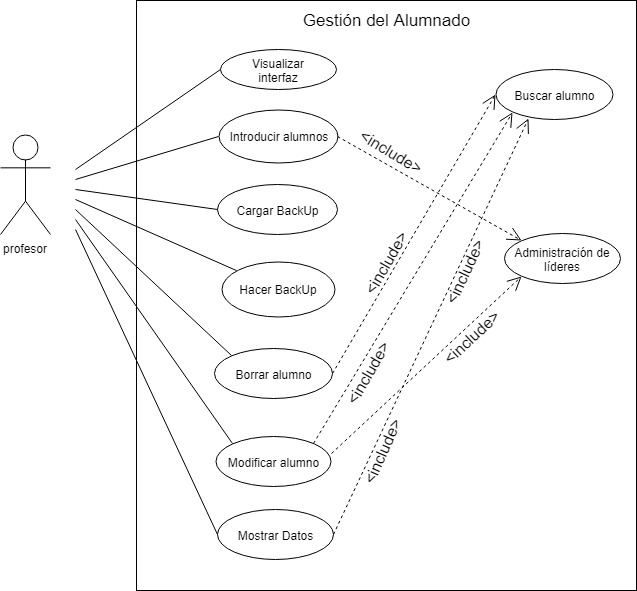 Gestión del Alumnado
Visualizar
interfaz
Buscar alumno
Introducir alumnos
<include>
profesor
Cargar BackUp
Administración de
líderes
<include>
<include>
Hacer BackUp
<include>
Borrar alumno
<include>
Modificar alumno
<include>
Mostrar Datos